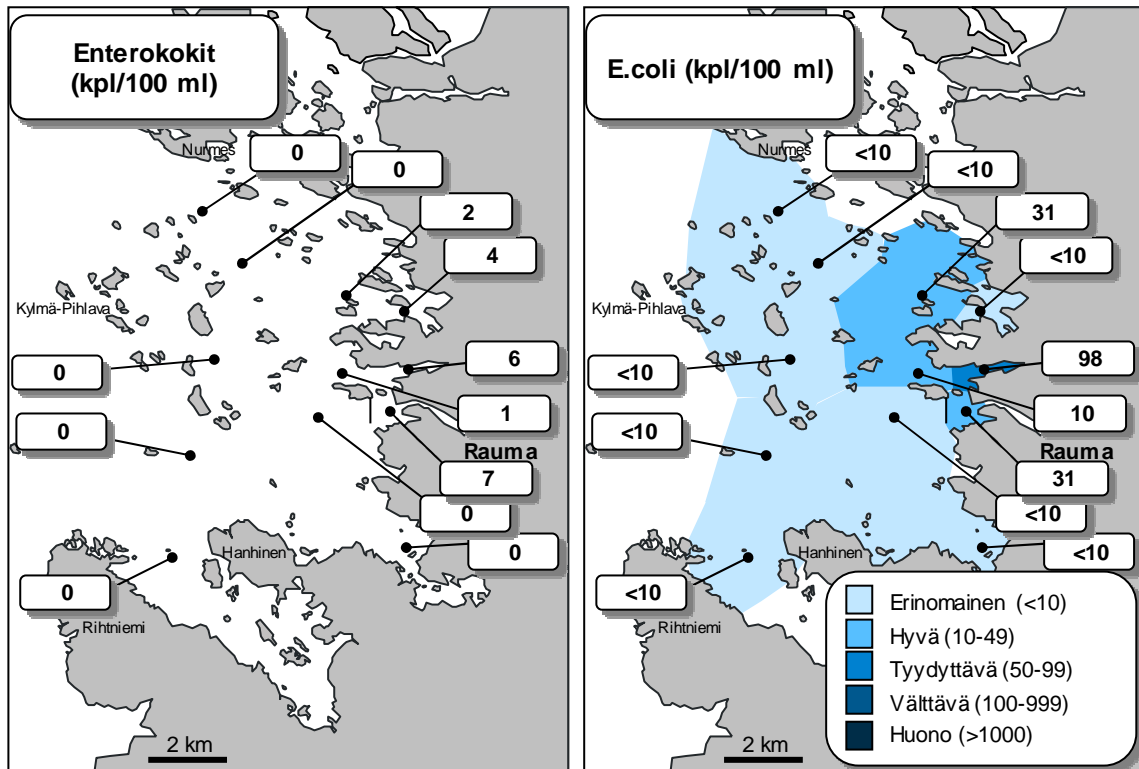 Enterokokit
(kpl/100 ml)
Nurmes
0
0
2
4
Kylmä-Pihlava
0
6
1
0
Rauma
7
0
Hanhinen
0
0
Rihtniemi
2 km
E.coli (kpl/100 ml)
Nurmes
<10
<10
31
<10
Kylmä-Pihlava
<10
98
10
<10
Rauma
31
<10
Hanhinen
<10
<10
Rihtniemi
Erinomainen (<10)
Hyvä (10-49)
Tyydyttävä (50-99)
Välttävä (100-999)
Huono (>1000)
2 km